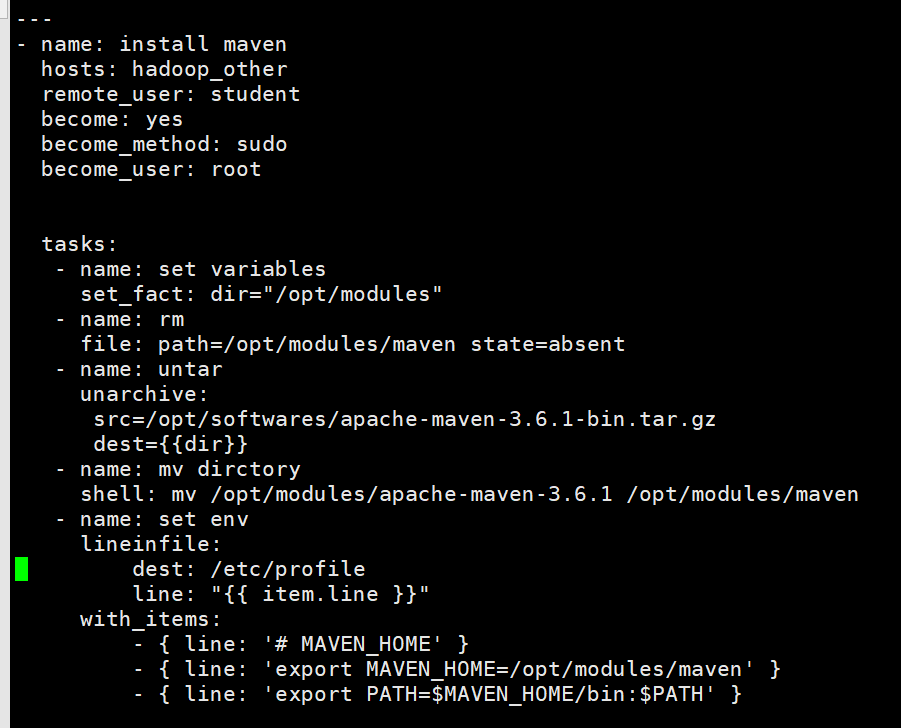 ---
- name: install maven
  hosts: hadoop_other
  remote_user: student
  become: yes
  become_method: sudo
  become_user: root


  tasks:
   - name: set variables
     set_fact: dir="/opt/modules"
   - name: rm
     file: path=/opt/modules/maven state=absent
   - name: untar
     unarchive:
      src=/opt/softwares/apache-maven-3.6.1-bin.tar.gz
      dest={{dir}}
   - name: mv dirctory
     shell: mv /opt/modules/apache-maven-3.6.1 /opt/modules/maven
   - name: set env
     lineinfile:
         dest: /etc/profile
         line: "{{ item.line }}"
     with_items:
         - { line: '# MAVEN_HOME' }
         - { line: 'export MAVEN_HOME=/opt/modules/maven' }
         - { line: 'export PATH=$MAVEN_HOME/bin:$PATH' }